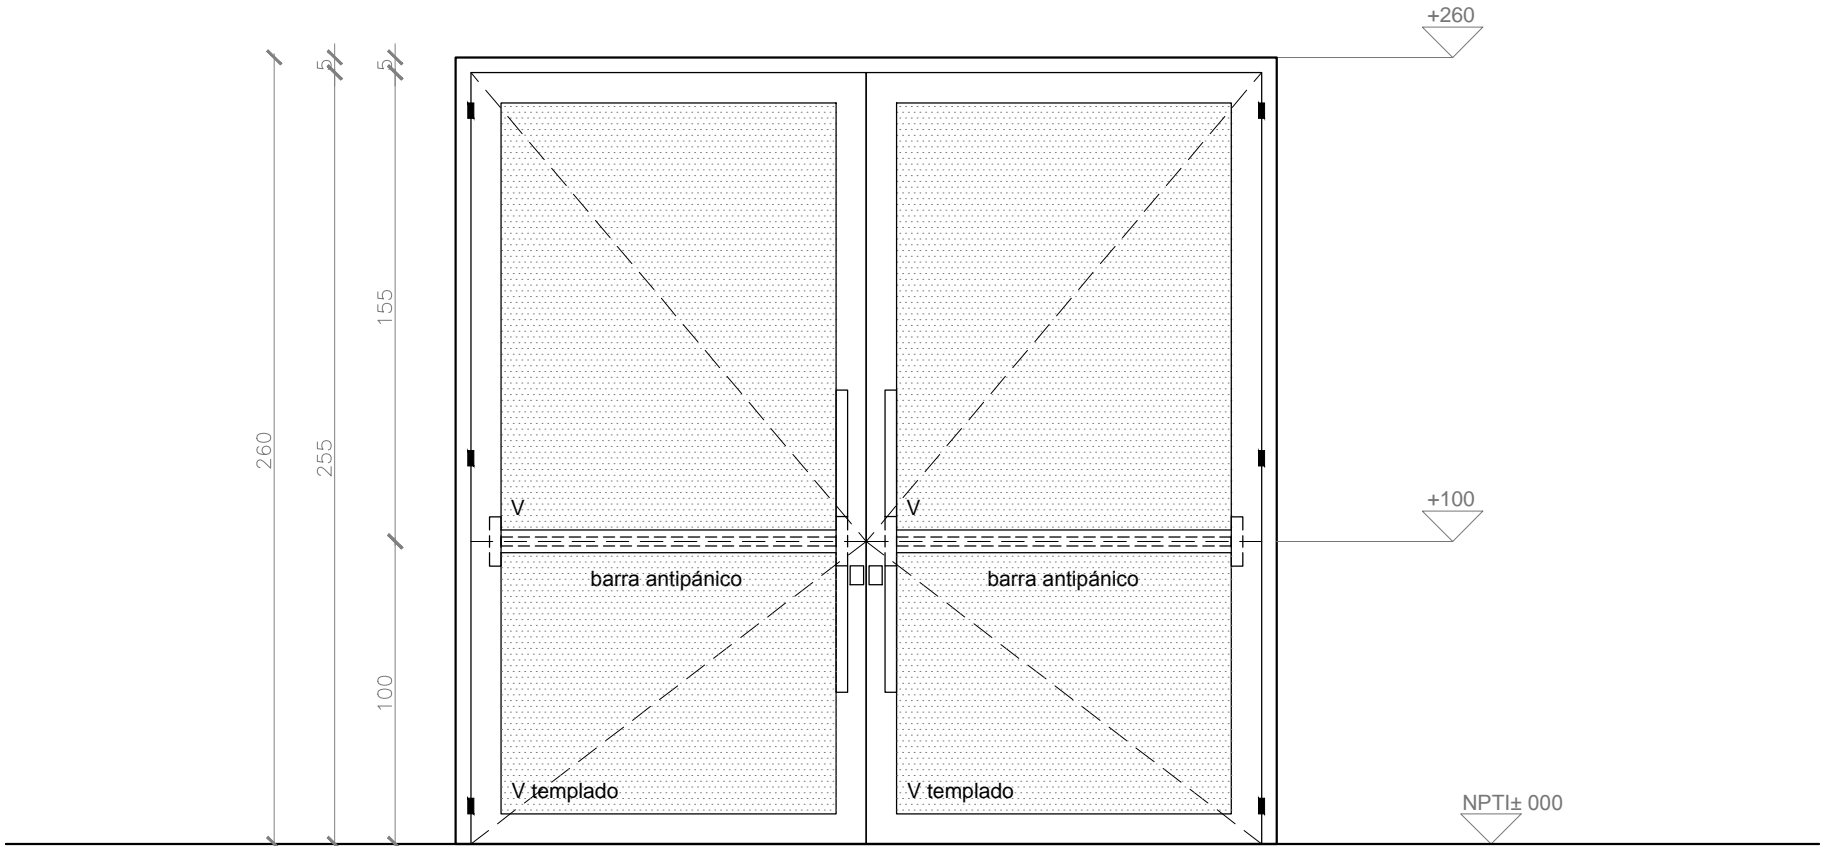 +260
5
5
155
260
255
V
V
+100
barra antipánico
barra antipánico
100
V templado
V templado
NPTI± 000